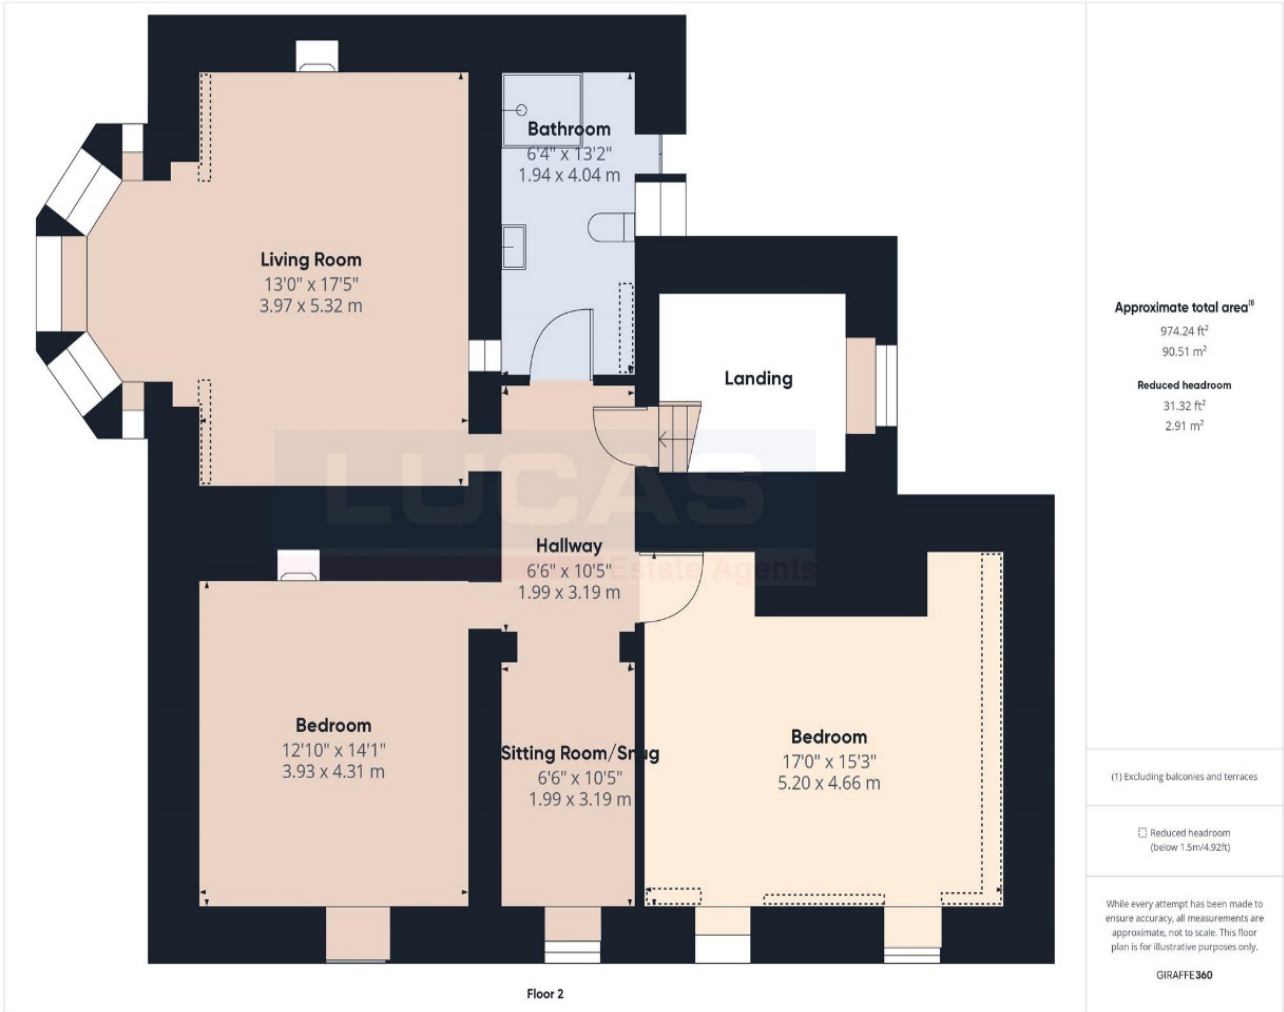 Bathroom
6'4" x 13'2"
1.94 x 4.04 m
Living Room
13'0" x 17'5"
3.97 x 5.32 m
Landing
LUCAS
Estate Agents
Hallway
6'6" x 10'5"
1.99 x 3.19 m
Bedroom
12'10" x 14'1"
3.93 x 4.31 m
Sitting Room/Snug
6'6" x 10'5"
1.99 x 3.19 m
Bedroom
17'0" x 15'3"
5.20 x 4.66 m
Floor 2
Approximate total area⁽¹⁾
974.24 ft²
90.51 m²
Reduced headroom
31.32 ft²
2.91 m²
(1) Excluding balconies and terraces
Reduced headroom
(below 1.5m/4.92ft)
While every attempt has been made to
ensure accuracy, all measurements are
approximate, not to scale. This floor
plan is for illustrative purposes only.
GIRAFFE360